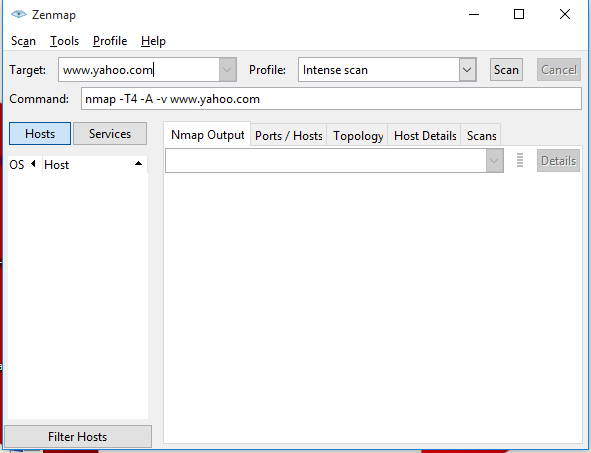 Zenmap
Scan Tools Profile Help
Target: www.yahoo.com Profile: Intense scan Scan Cancel
Command: nmap -T4 -A -v www.yahoo.com
Hosts Services Nmap Output Ports / Hosts Topology Host Details Scans
OS Host Details
Filter Hosts